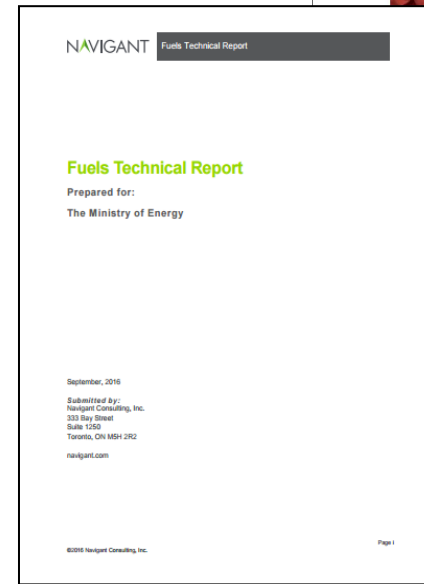 NAVIGANT Fuels Technical Report
Fuels Technical Report
Prepared for:
The Ministry of Energy
September, 2016
Submitted by:
Navigant Consulting, Inc.
333 Bay Street
Suite 1250
Toronto, ON M5H 2R2
navigant.com
Page i
©2016 Navigant Consulting, Inc.